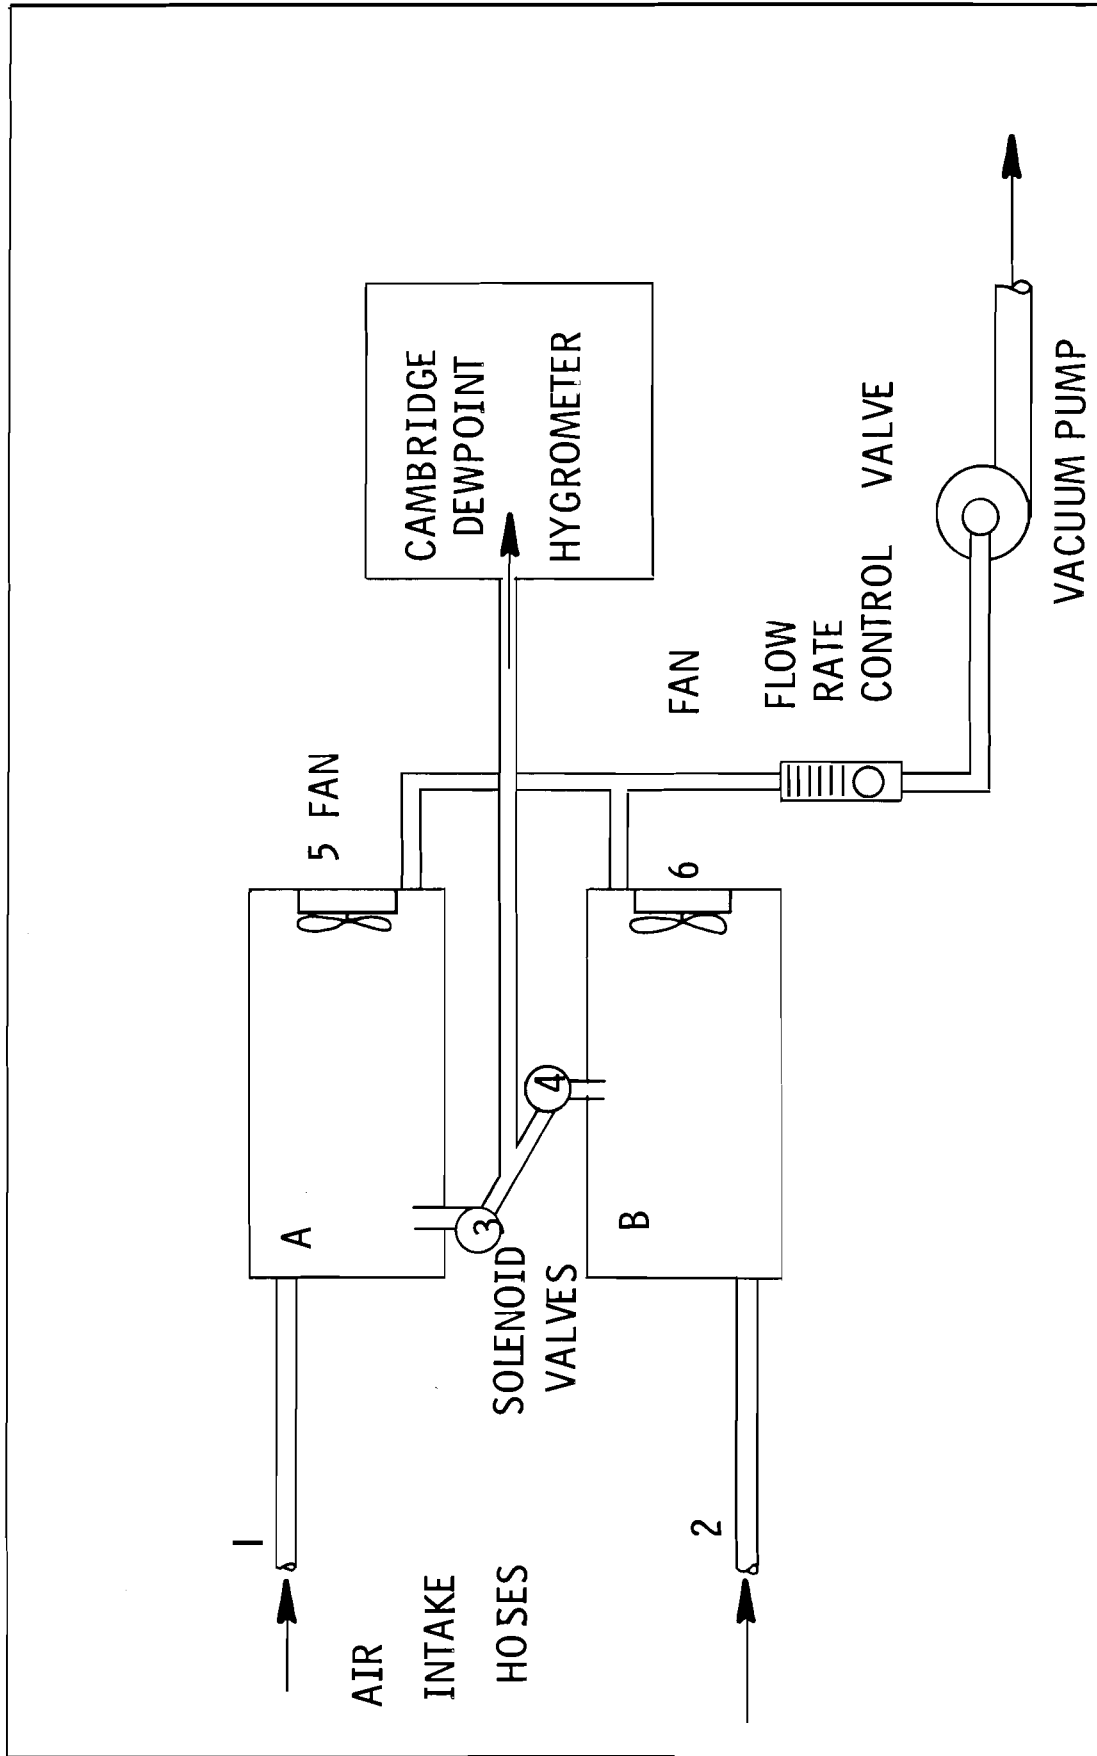 1
AIR
INTAKE
HOSES
2
A
3
SOLENOID
VALVES
4
B
5 FAN
6
FAN
CAMBRIDGE
DEWPOINT
HYGROMETER
FLOW
RATE
CONTROL VALVE
VACUUM PUMP